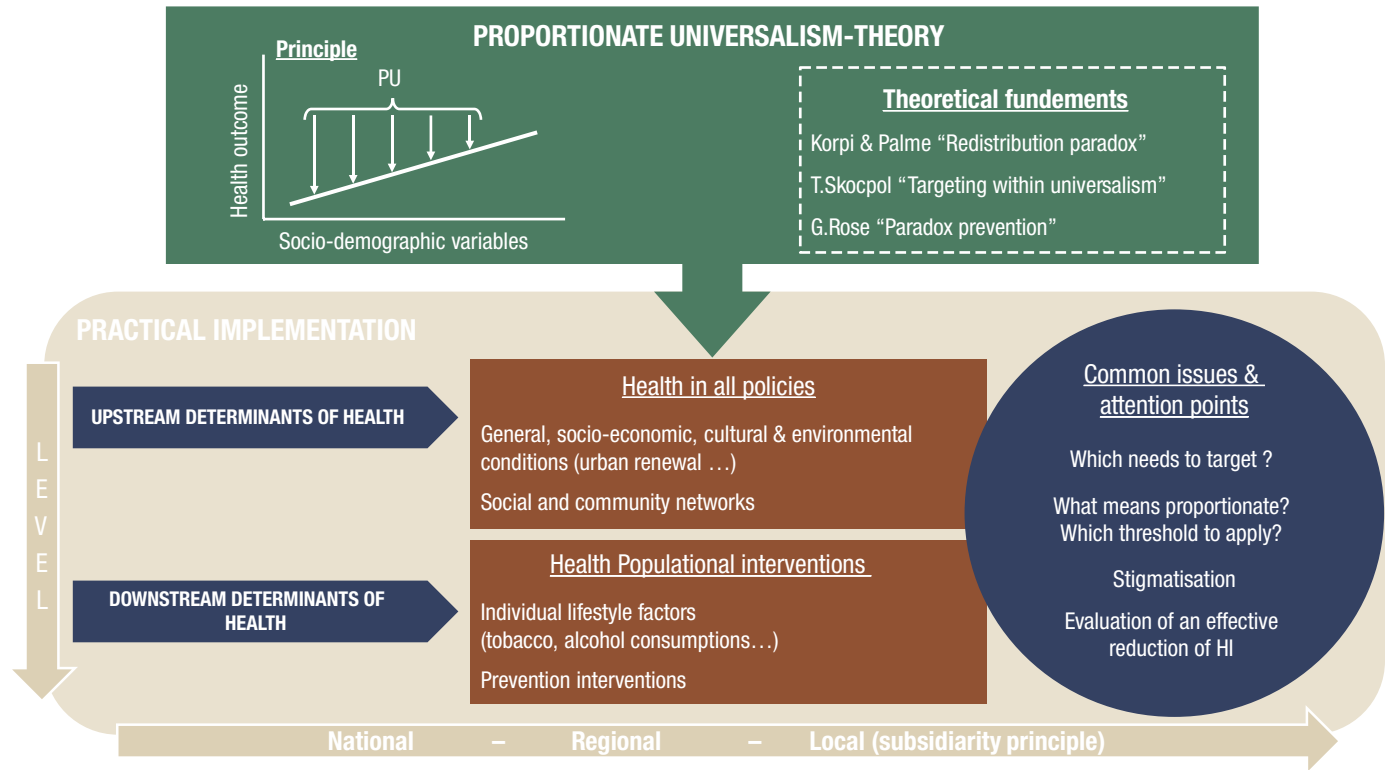 PROPORTIONATE UNIVERSALISM-THEORY
Principle
PU
Health outcome
Socio-demographic variables
Theoretical fundements
Korpi & Palme “Redistribution paradox”
T.Skocpol “Targeting within universalism”
G.Rose “Paradox prevention”
PRACTICAL IMPLEMENTATION
LEVEL
UPSTREAM DETERMINANTS OF HEALTH
Health in all policies
General, socio-economic, cultural & environmental
conditions (urban renewal …)
Social and community networks
DOWNSTREAM DETERMINANTS OF
HEALTH
Health Populational interventions
Individual lifestyle factors
(tobacco, alcohol consumptions…)
Prevention interventions
Common issues &
attention points
Which needs to target ?
What means proportionate?
Which threshold to apply?
Stigmatisation
Evaluation of an effective
reduction of HI
National – Regional – Local (subsidiarity principle)